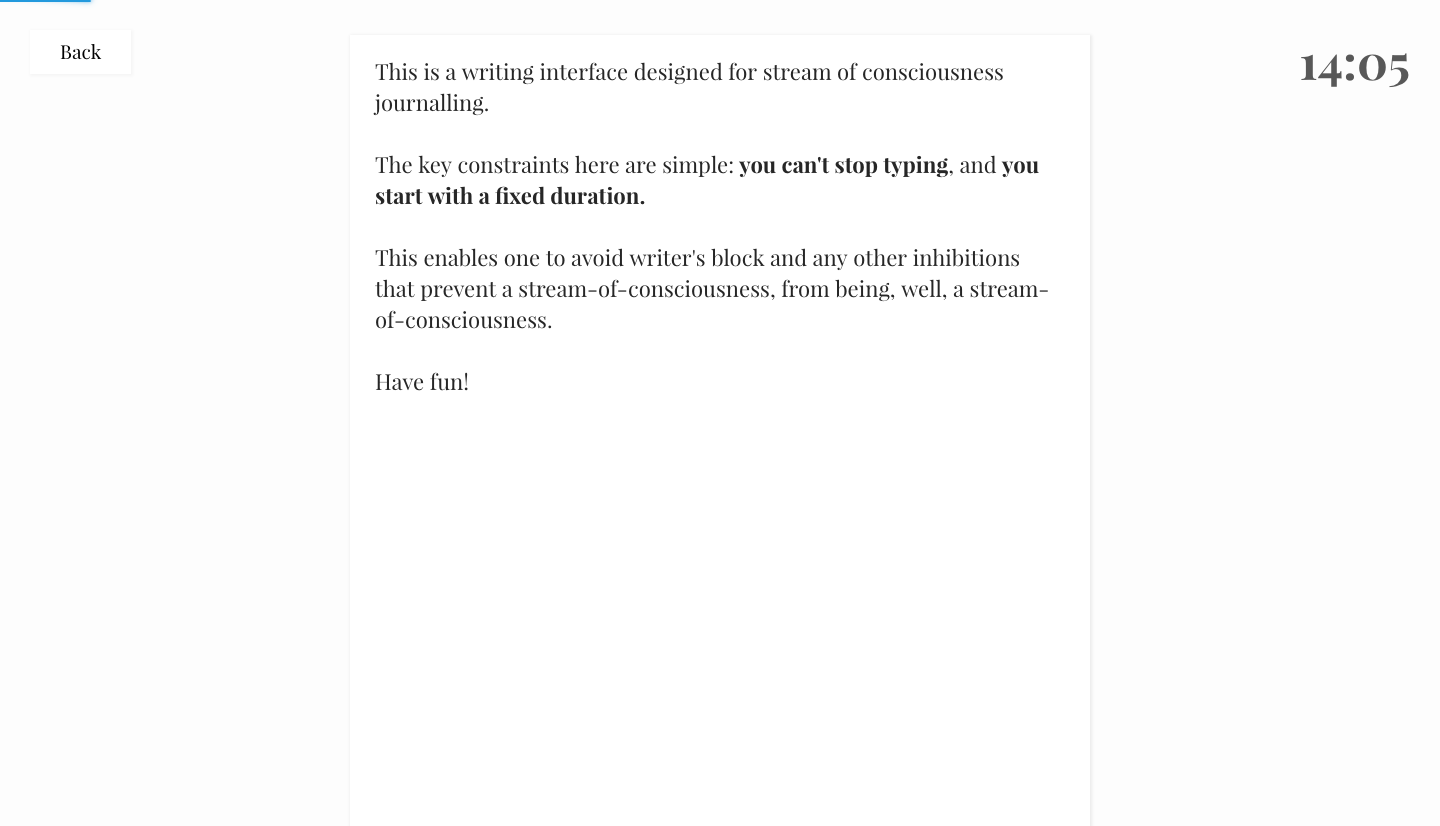 Back
14:05
This is a writing interface designed for stream of consciousness
journalling.
The key constraints here are simple: you can't stop typing, and you
start with a fixed duration.
This enables one to avoid writer's block and any other inhibitions
that prevent a stream-of-consciousness, from being, well, a stream-
of-consciousness.
Have fun!